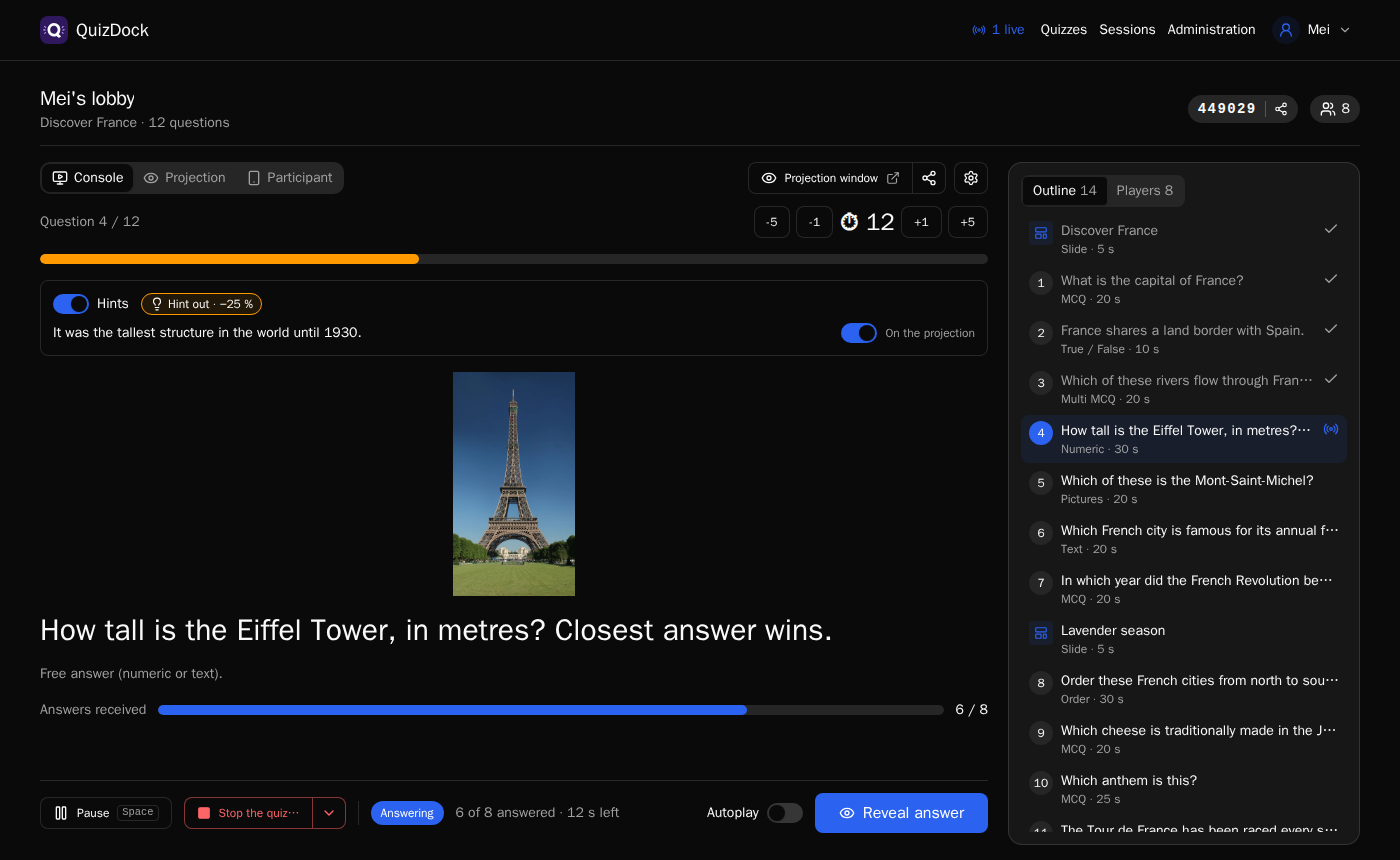 QuizDock
1 live
Quizzes
Sessions
Administration
Mei
Mei's lobby
Discover France · 12 questions
449029
8
Console
Projection
Participant
Projection window
Question 4 / 12
-5
-1
12
+1
+5
Hints
Hint out · −25 %
It was the tallest structure in the world until 1930.
On the projection
How tall is the Eiffel Tower, in metres? Closest answer wins.
Free answer (numeric or text).
Answers received
6 / 8
Pause
Space
Stop the quiz…
Answering
6 of 8 answered · 12 s left
Autoplay
Reveal answer
Outline 14
Players 8
Discover France
Slide · 5 s
1
What is the capital of France?
MCQ · 20 s
2
France shares a land border with Spain.
True / False · 10 s
3
Which of these rivers flow through Fran…
Multi MCQ · 20 s
4
How tall is the Eiffel Tower, in metres?…
Numeric · 30 s
5
Which of these is the Mont-Saint-Michel?
Pictures · 20 s
6
Which French city is famous for its annual f…
Text · 20 s
7
In which year did the French Revolution be…
MCQ · 20 s
Lavender season
Slide · 5 s
8
Order these French cities from north to sou…
Order · 30 s
9
Which cheese is traditionally made in the J…
MCQ · 20 s
10
Which anthem is this?
MCQ · 25 s
11
The Tour de France has been raced every s…